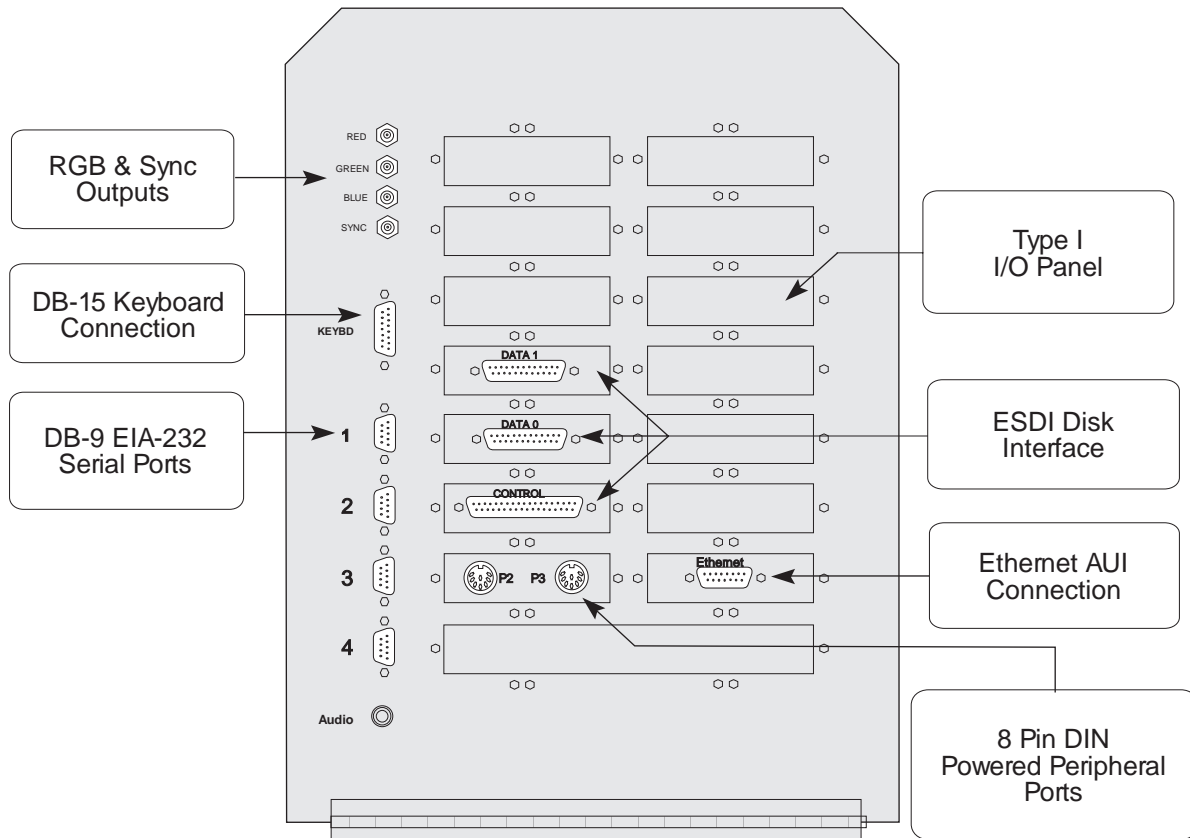 RGB & Sync
Outputs
DB-15 Keyboard
Connection
DB-9 EIA-232
Serial Ports
RED
GREEN
BLUE
SYNC
KEYBD
1
2
3
4
Audio
DATA 1
DATA 0
CONTROL
P2 P3
Ethernet
Type I
I/O Panel
ESDI Disk
Interface
Ethernet AUI
Connection
8 Pin DIN
Powered Peripheral
Ports